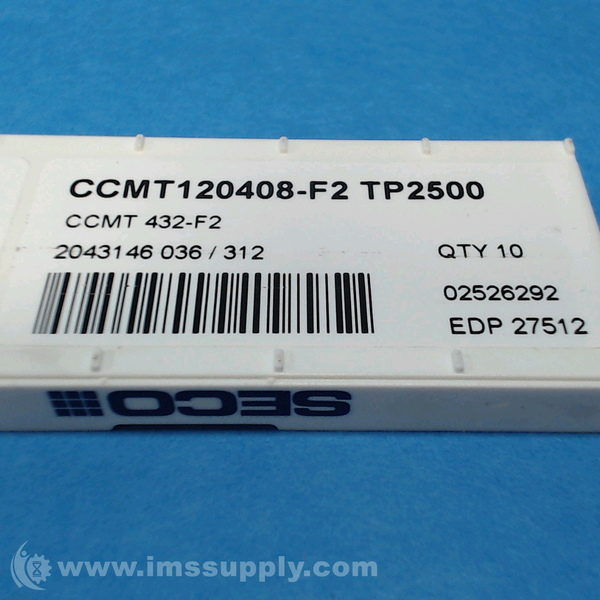 CCMT120408-F2 TP2500
CCMT 432-F2
2043146 036 / 312 QTY 10
02526292
EDP 27512
SECO
www.imssupply.com